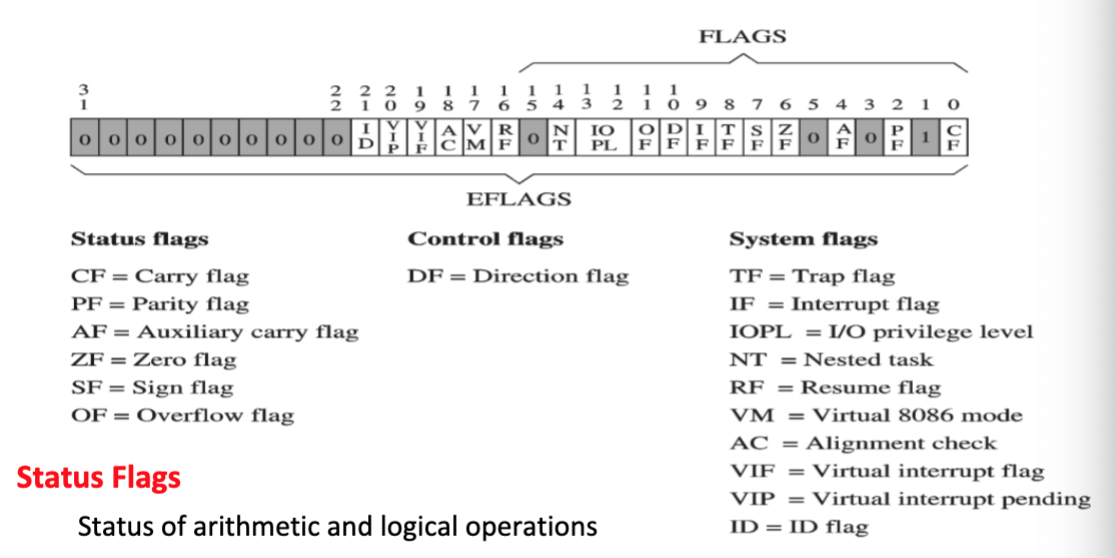 FLAGS
31 22 21 20 19 18 17 16 15 14 13 12 11 10 9 8 7 6 5 4 3 2 1 0
0 0 0 0 0 0 0 0 0 0 ID VIP VIF AC VM RF 0 NT IOPL OF DF IF TF SF ZF 0 AF 0 PF 1 CF
EFLAGS
Status flags
CF = Carry flag
PF = Parity flag
AF = Auxiliary carry flag
ZF = Zero flag
SF = Sign flag
OF = Overflow flag
Control flags
DF = Direction flag
System flags
TF = Trap flag
IF = Interrupt flag
IOPL = I/O privilege level
NT = Nested task
RF = Resume flag
VM = Virtual 8086 mode
AC = Alignment check
VIF = Virtual interrupt flag
VIP = Virtual interrupt pending
ID = ID flag
Status Flags
Status of arithmetic and logical operations